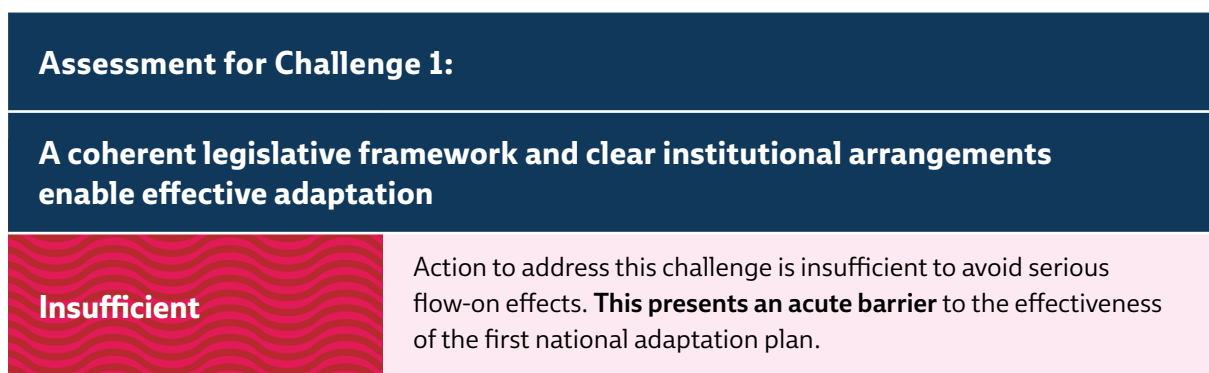 Assessment for Challenge 1:
A coherent legislative framework and clear institutional arrangements
enable effective adaptation
Insufficient
Action to address this challenge is insufficient to avoid serious
flow-on effects. This presents an acute barrier to the effectiveness
of the first national adaptation plan.